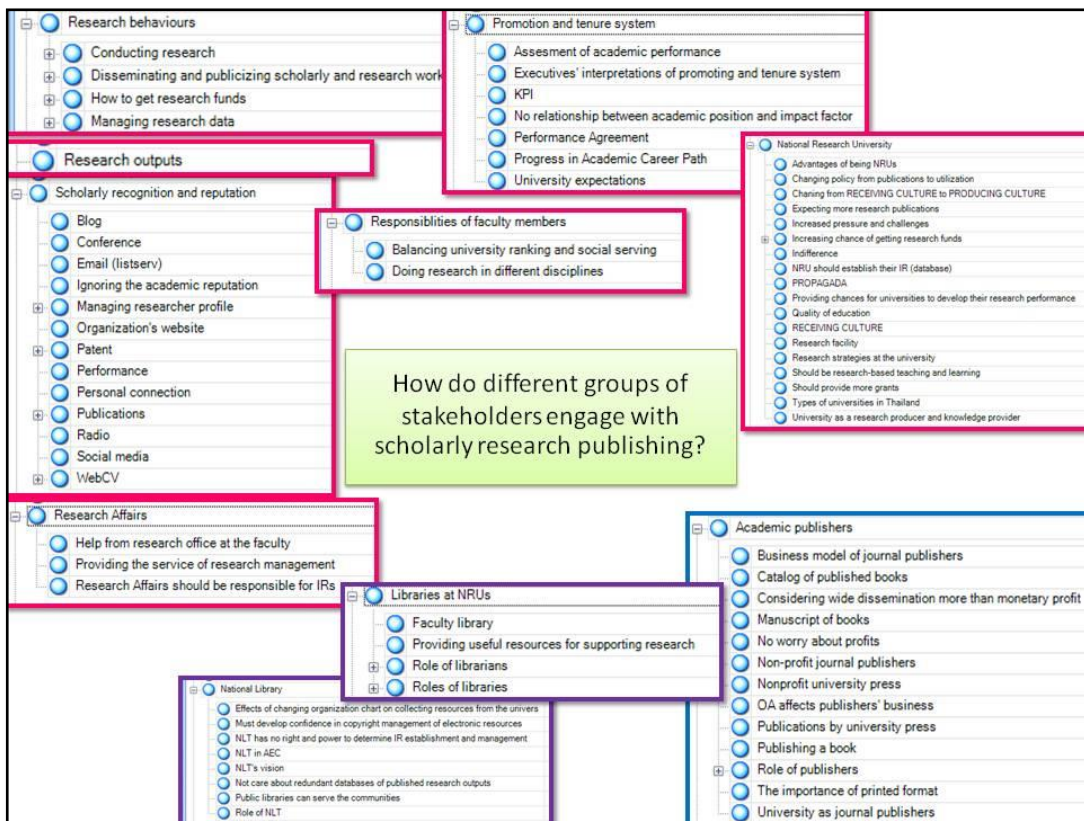 Research behaviours
Conducting research
Disseminating and publicizing scholarly and research work
How to get research funds
Managing research data
Promotion and tenure system
Assesment of academic performance
Executives' interpretations of promoting and tenure system
KPI
No relationship between academic position and impact factor
Performance Agreement
Progress in Academic Career Path
University expectations
Research outputs
National Research University
Advantages of being NRUs
Changing policy from publications to utilization
Chaning from RECEIVING CULTURE to PRODUCING CULTURE
Expecting more research publications
Increased pressure and challenges
Increasing chance of getting research funds
Indifference
NRU should establish their IR (database)
PROPAGADA
Providing chances for universities to develop their research performance
Quality of education
RECEIVING CULTURE
Research facility
Research strategies at the university
Should be research-based teaching and learning
Should provide more grants
Types of universities in Thailand
University as a research producer and knowledge provider
Scholarly recognition and reputation
Blog
Conference
Email (listserv)
Ignoring the academic reputation
Managing researcher profile
Organization's website
Patent
Performance
Personal connection
Publications
Radio
Social media
WebCV
Responsiblities of faculty members
Balancing university ranking and social serving
Doing research in different disciplines
How do different groups of
stakeholders engage with
scholarly research publishing?
Research Affairs
Help from research office at the faculty
Providing the service of research management
Research Affairs should be responsible for IRs
Libraries at NRUs
Faculty library
Providing useful resources for supporting research
Role of librarians
Roles of libraries
National Library
Effects of changing organization chart on collecting resources from the univers
Must develop confidence in copyright management of electronic resources
NLT has no right and power to determine IR establishment and management
NLT in AEC
NLT's vision
Not care about redundant databases of published research outputs
Public libraries can serve the communities
Role of NLT
Academic publishers
Business model of journal publishers
Catalog of published books
Considering wide dissemination more than monetary profit
Manuscript of books
No worry about profits
Non-profit journal publishers
Nonprofit university press
OA affects publishers' business
Publications by university press
Publishing a book
Role of publishers
The importance of printed format
University as journal publishers